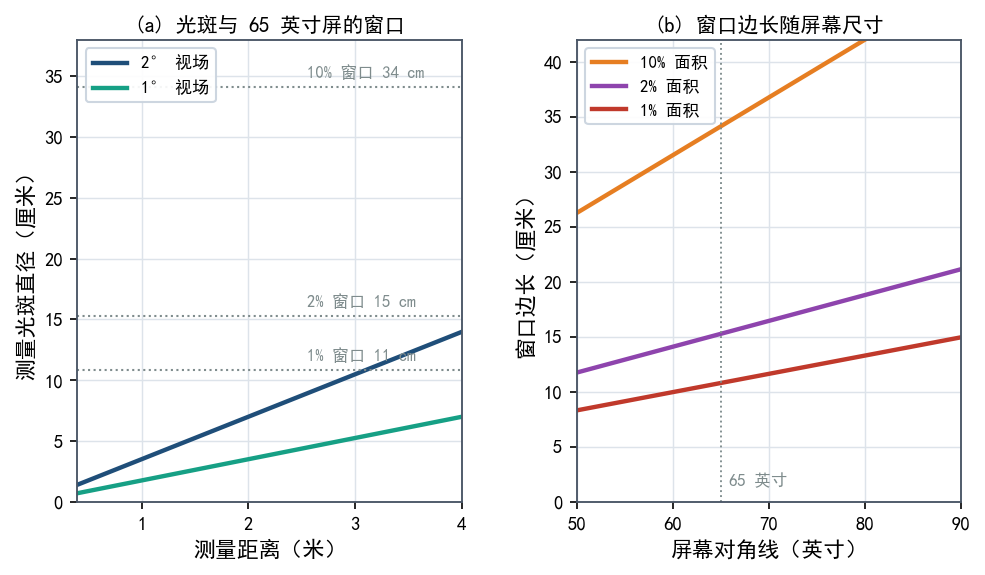 (a) 光斑与 65 英寸屏的窗口
2° 视场
1° 视场
10% 窗口 34 cm
2% 窗口 15 cm
1% 窗口 11 cm
测量光斑直径（厘米）
35
30
25
20
15
10
5
0
1
2
3
4
测量距离（米）
(b) 窗口边长随屏幕尺寸
10% 面积
2% 面积
1% 面积
65 英寸
窗口边长（厘米）
40
35
30
25
20
15
10
5
0
50
60
70
80
90
屏幕对角线（英寸）